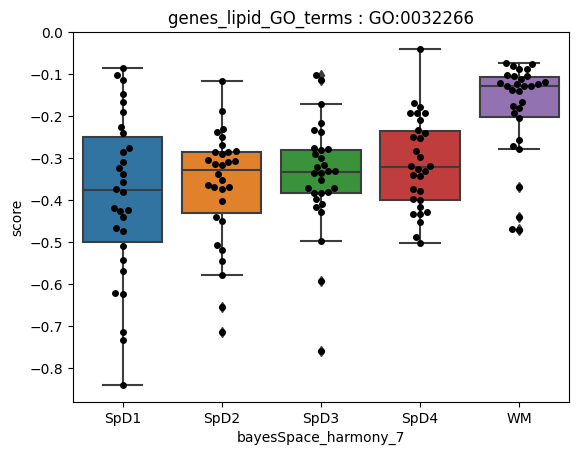 genes_lipid_GO_terms : GO:0032266
0.0
−0.1
−0.2
−0.3
−0.4
−0.5
−0.6
−0.7
−0.8
score
SpD1 SpD2 SpD3 SpD4 WM
bayesSpace_harmony_7